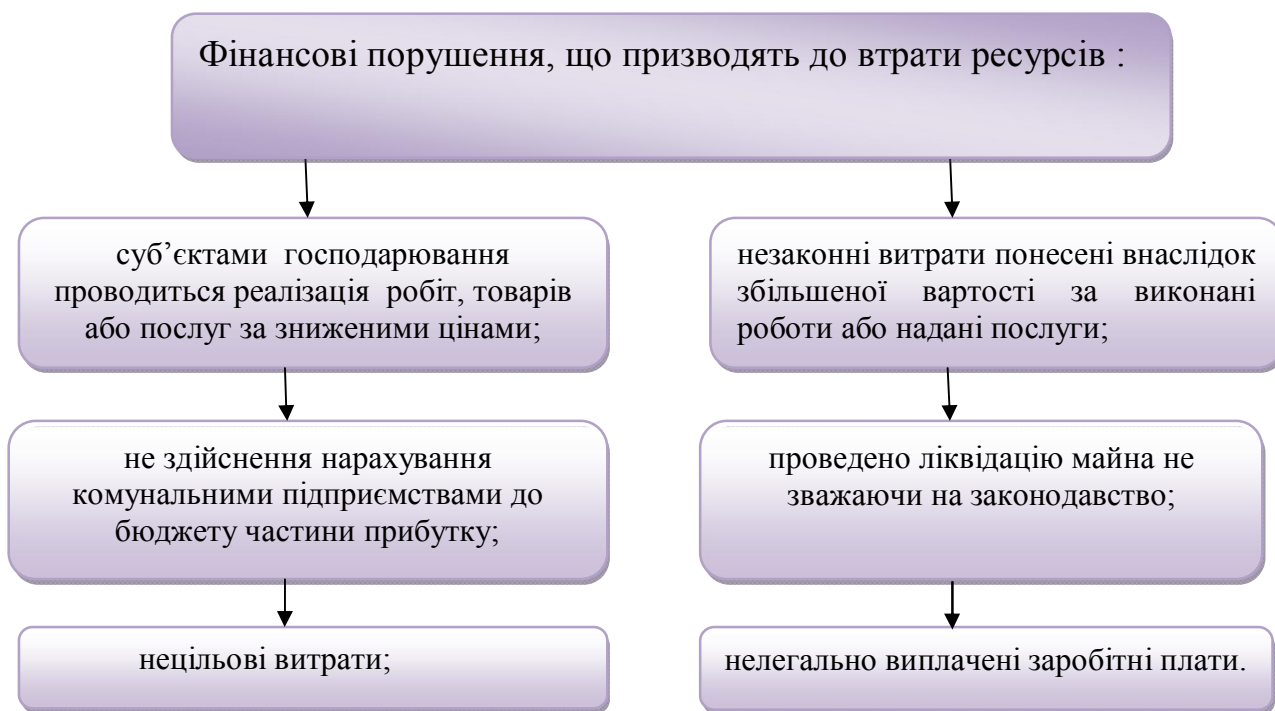 Фінансові порушення, що призводять до втрати ресурсів :
суб’єктами господарювання
проводиться реалізація робіт, товарів
або послуг за зниженими цінами;
незаконні витрати понесені внаслідок
збільшеної вартості за виконані
роботи або надані послуги;
не здійснення нарахування
комунальними підприємствами до
бюджету частини прибутку;
проведено ліквідацію майна не
зважаючи на законодавство;
нецільові витрати;
нелегально виплачені заробітні плати.